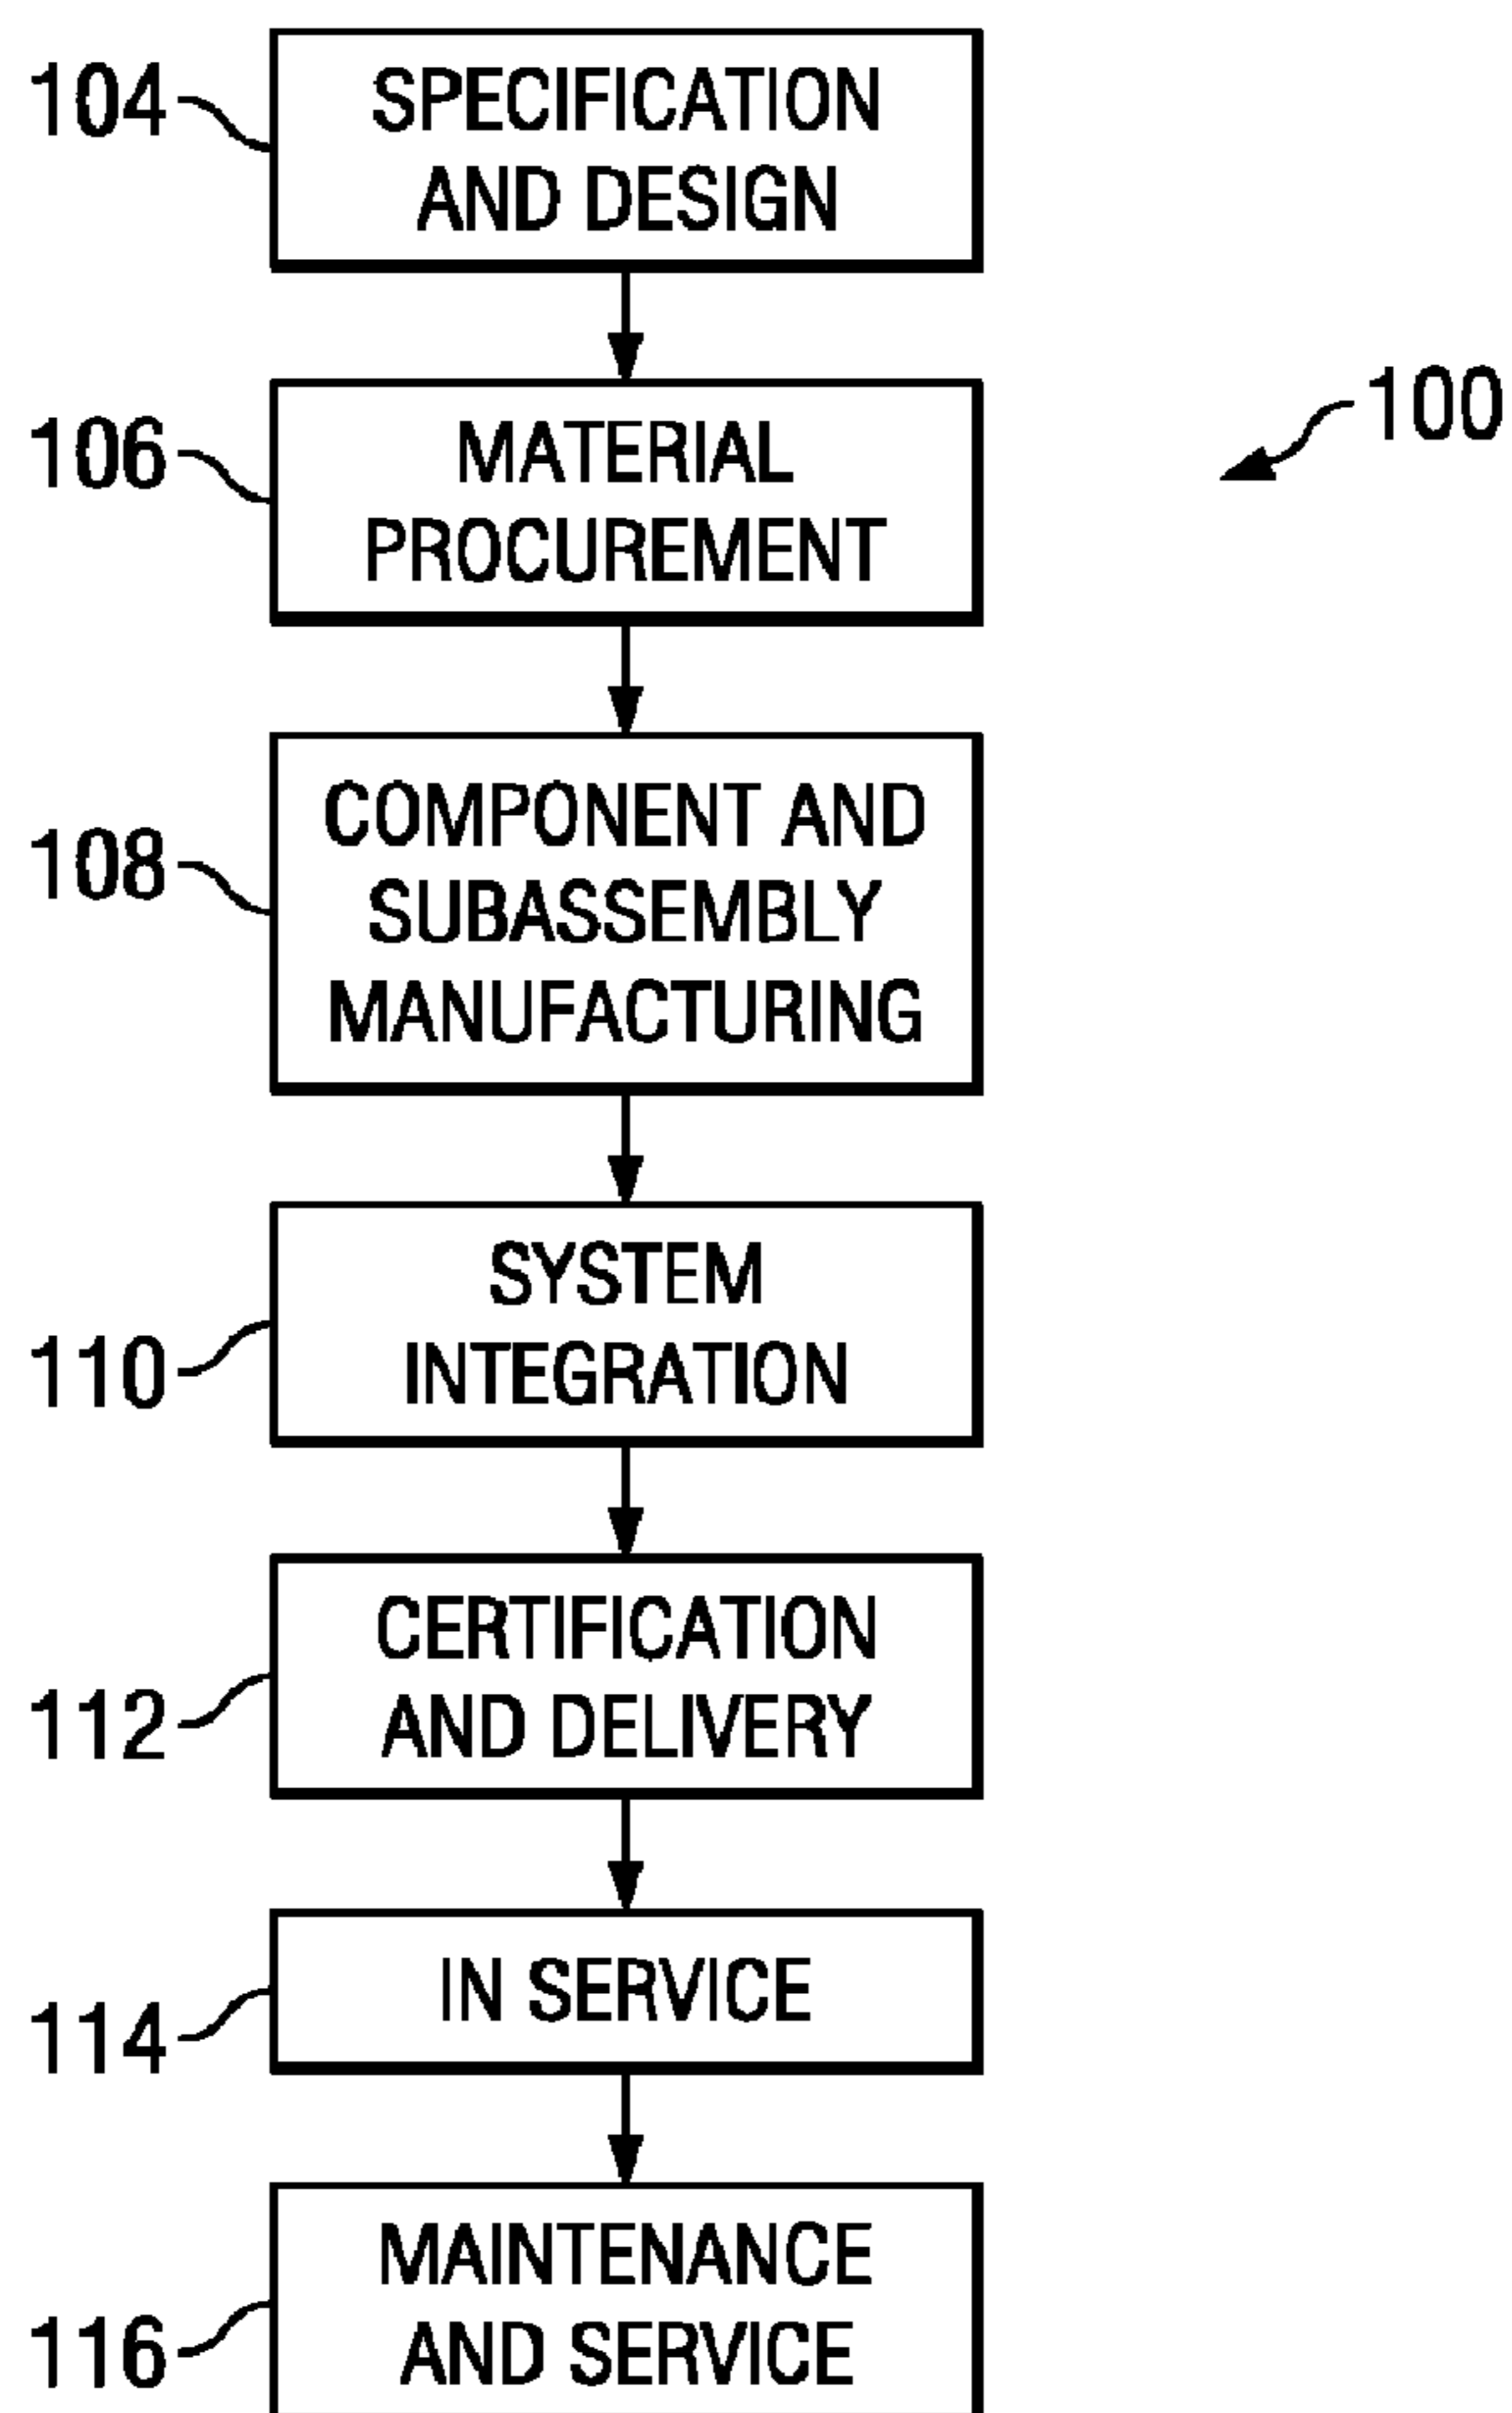 104
SPECIFICATION
AND DESIGN
100
106
MATERIAL
PROCUREMENT
108
COMPONENT AND
SUBASSEMBLY
MANUFACTURING
110
SYSTEM
INTEGRATION
112
CERTIFICATION
AND DELIVERY
114
IN SERVICE
116
MAINTENANCE
AND SERVICE